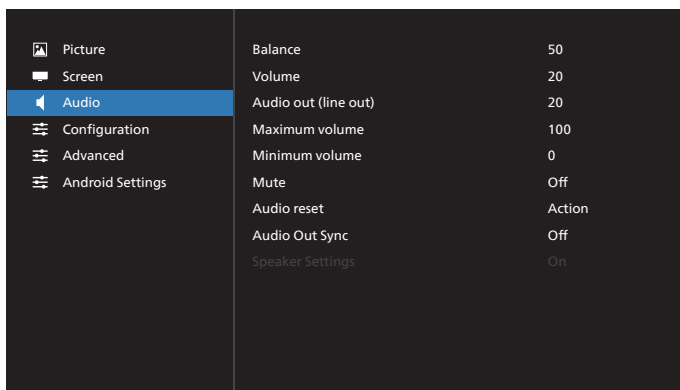 Picture
Screen
Audio
Configuration
Advanced
Android Settings
Balance 50
Volume 20
Audio out (line out) 20
Maximum volume 100
Minimum volume 0
Mute Off
Audio reset Action
Audio Out Sync Off
Speaker Settings On